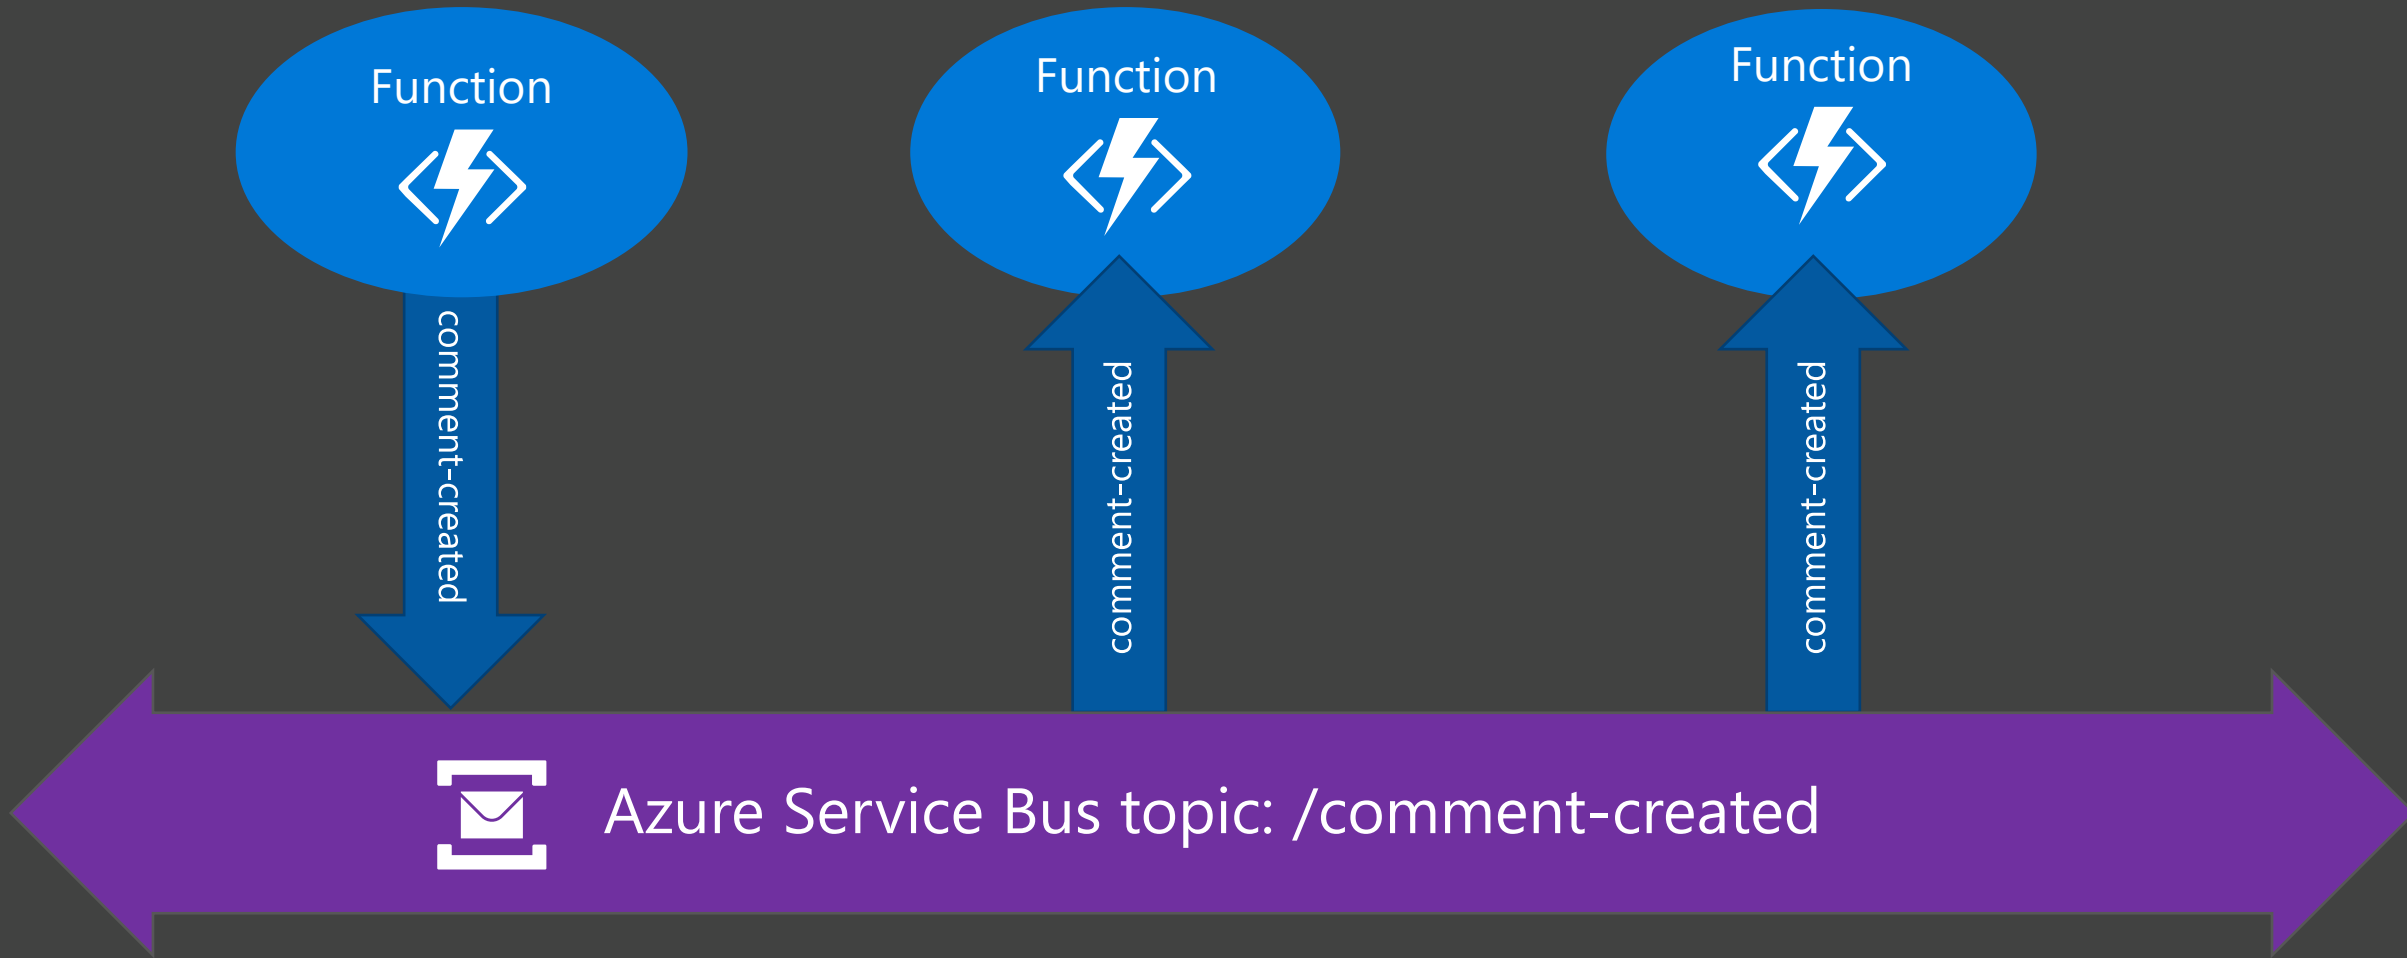 Function
Function
Function
comment-created
comment-created
comment-created
Azure Service Bus topic: /comment-created